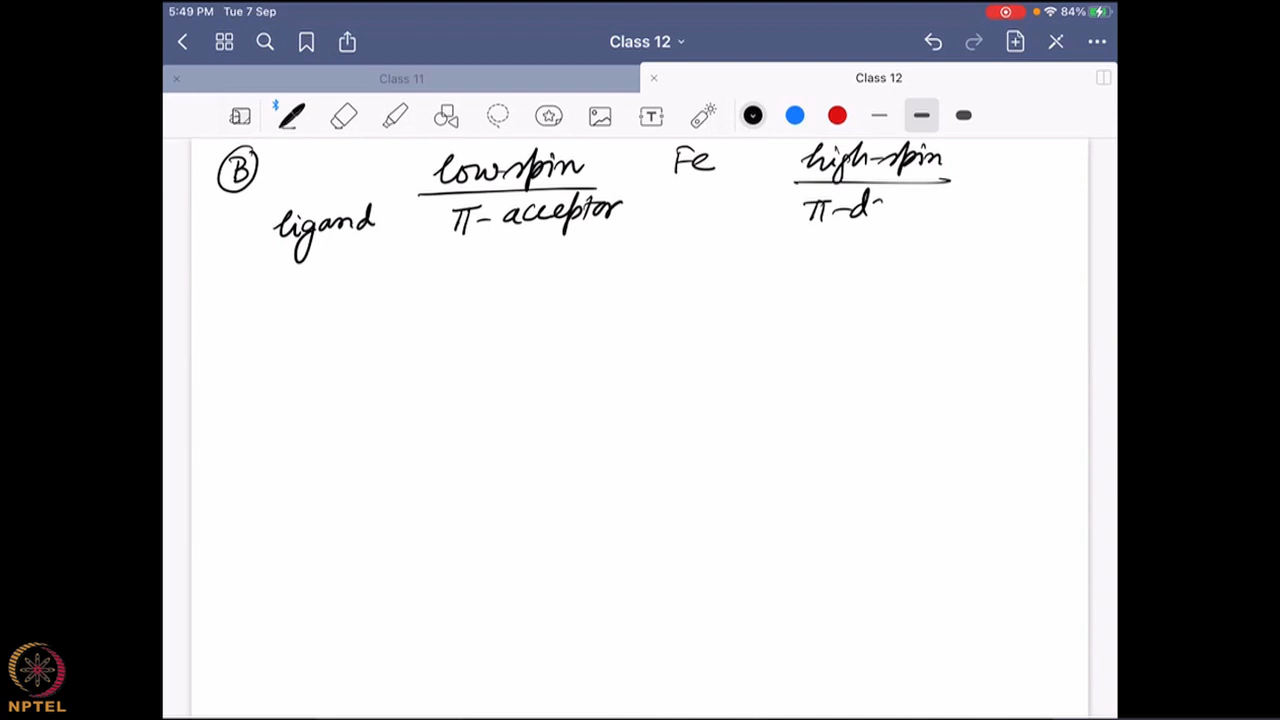 5:49 PM Tue 7 Sep 84%
Class 12
Class 11 Class 12
T
B low-spin Fe high-spin
ligand π-acceptor π-d-
NPTEL